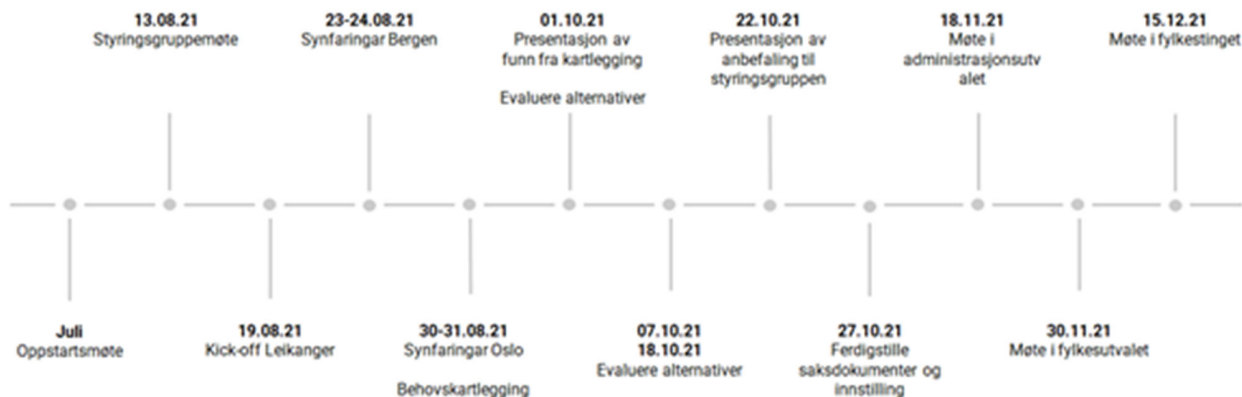 13.08.21
Styringsgruppemøte
23-24.08.21
Synfaringar Bergen
01.10.21
Presentasjon av
funn fra kartlegging
Evaluere alternativer
22.10.21
Presentasjon av
anbefaling til
styringsgruppen
18.11.21
Møte i
administrasjonsutv
alet
15.12.21
Møte i fylkestinget
Juli
Oppstartsmøte
19.08.21
Kick-off Leikanger
30-31.08.21
Synfaringar Oslo
Behovskartlegging
07.10.21
18.10.21
Evaluere alternativer
27.10.21
Ferdigstille
saksdokumenter og
innstilling
30.11.21
Møte i fylkesutvalet